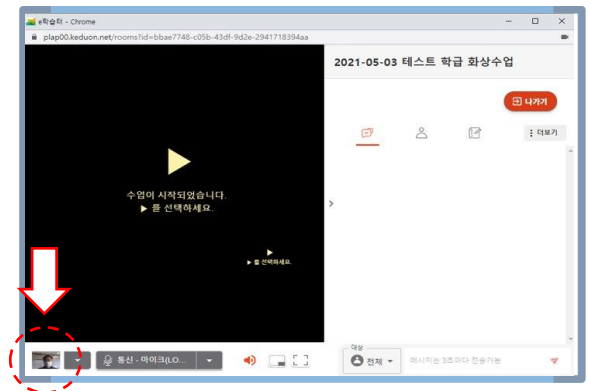 e학습터 - Chrome
plap00.keduon.net/rooms?id=bbae7748-c05b-43df-9d2e-2941718394aa
2021-05-03 테스트 학급 화상수업
나가기
더보기
수업이 시작되었습니다.
▶ 를 선택하세요.
▶ 를 선택하세요.
통신 - 마이크(LO...
대상
전체
메시지는 3초마다 전송가능